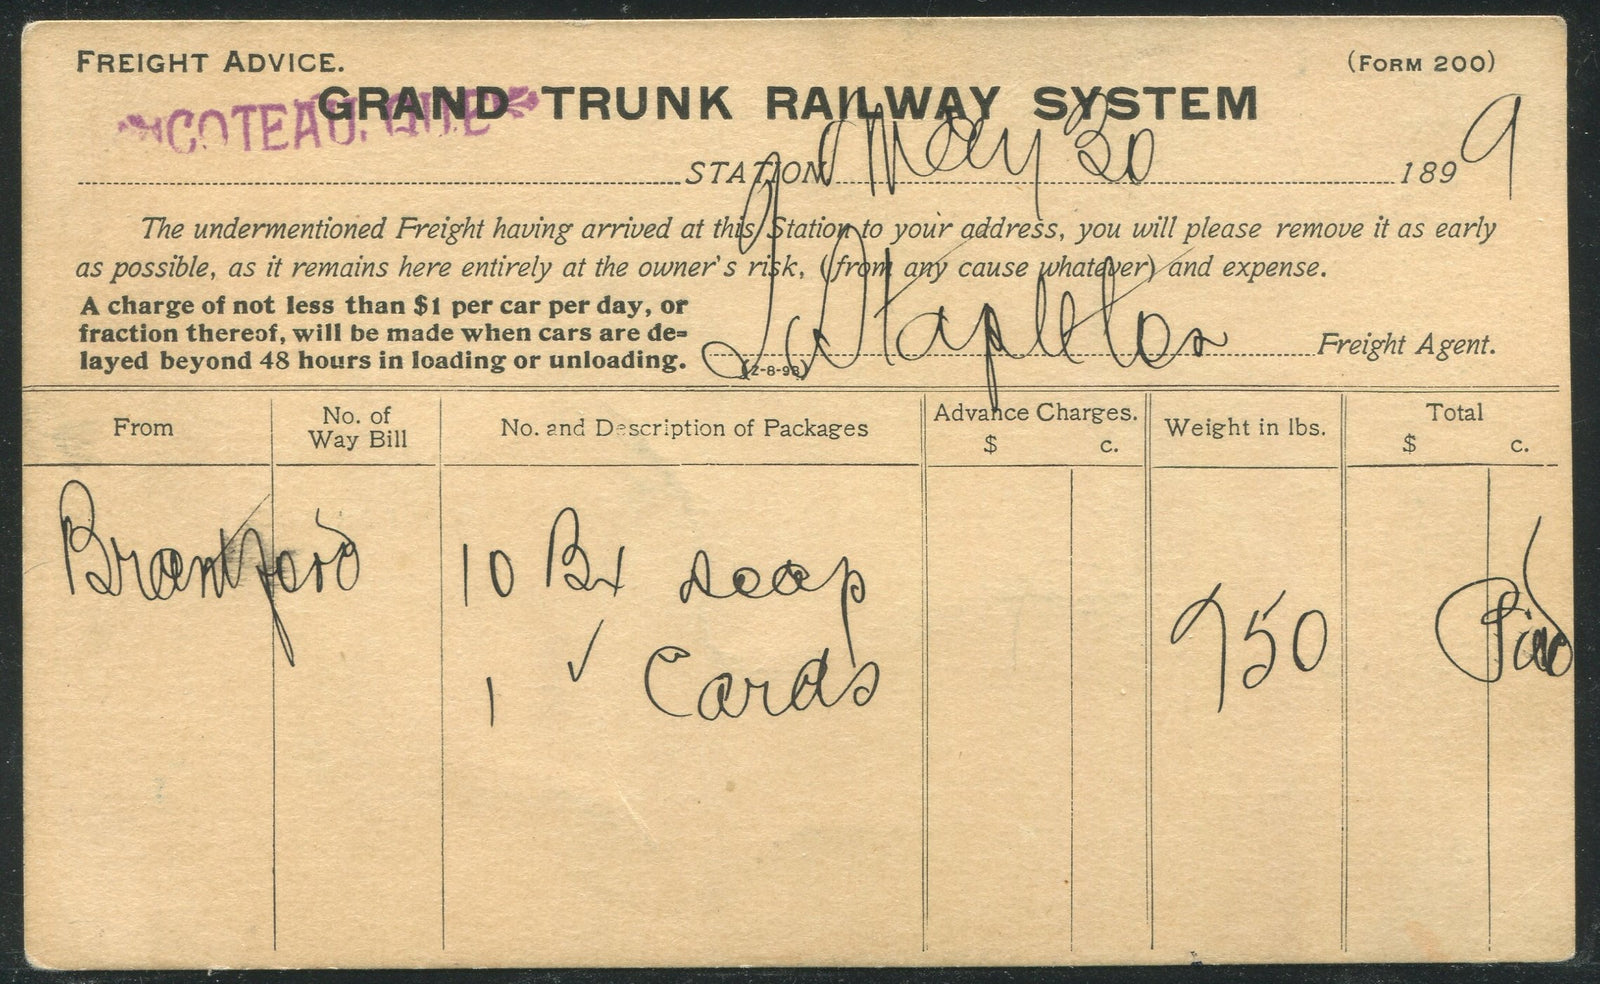 FREIGHT ADVICE. (FORM 200)
GRAND TRUNK RAILWAY SYSTEM
COTEAU. QUE
STATION May 30 1899
The undermentioned Freight having arrived at this Station to your address, you will please remove it as early
as possible, as it remains here entirely at the owner's risk, (from any cause whatever) and expense.
A charge of not less than $1 per car per day, or
fraction thereof, will be made when cars are de-
layed beyond 48 hours in loading or unloading.
Stapleton Freight Agent.
(2-8-98)
From No. of Way Bill No. and Description of Packages Advance Charges. $ c. Weight in lbs. Total $ c.
Brantford 10 Bx soap
750 Paid
1 ✓ Cards